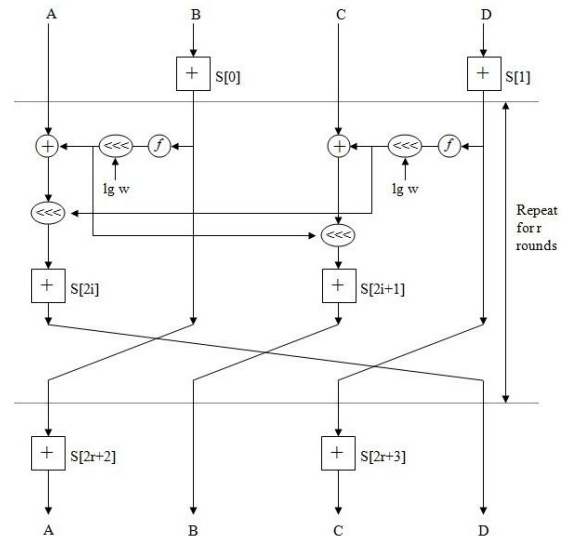 A B C D
+ S[0] + S[1]
+ <<< f + <<< f
lg w lg w
<<<
<<<
Repeat
for r
rounds
+ S[2i] + S[2i+1]
+ S[2r+2] + S[2r+3]
A B C D